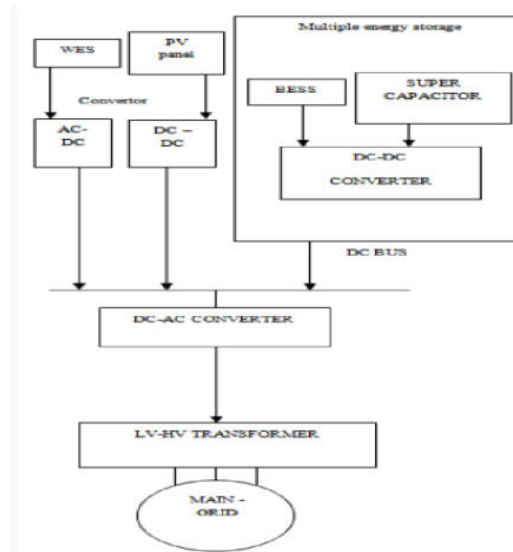 Multiple energy storage
WES
PV
panel
BESS
SUPER
CAPACITOR
Convertor
AC-
DC
DC –
DC
DC-DC
CONVERTER
DC BUS
DC-AC CONVERTER
LV-HV TRANSFORMER
MAIN -
GRID